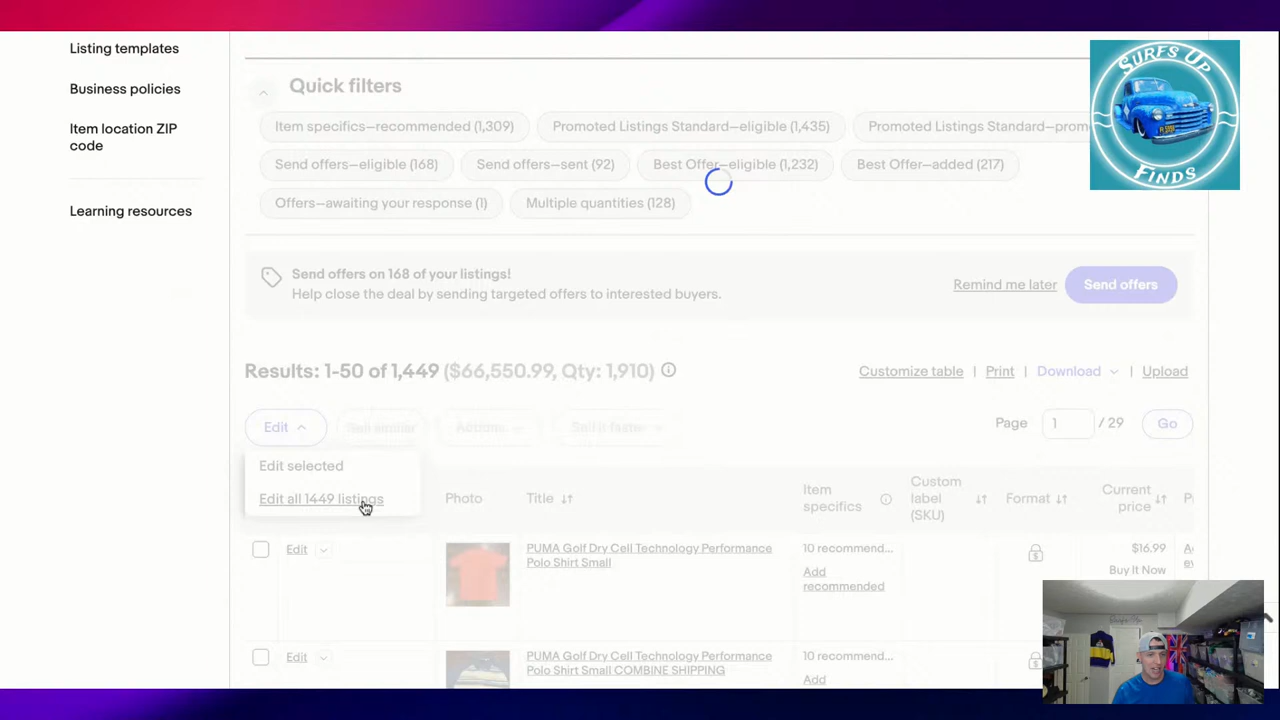 Listing templates
Business policies
Item location ZIP
code
Learning resources
Quick filters
Item specifics—recommended (1,309)
Promoted Listings Standard—eligible (1,435)
Promoted Listings Standard—prom
Send offers—eligible (168)
Send offers—sent (92)
Best Offer—eligible (1,232)
Best Offer—added (217)
Offers—awaiting your response (1)
Multiple quantities (128)
Send offers on 168 of your listings!
Help close the deal by sending targeted offers to interested buyers.
Remind me later
Send offers
Results: 1-50 of 1,449 ($66,550.99, Qty: 1,910)
Customize table
Print
Download
Upload
Edit
Sell similar
Actions
Sell it faster
Page
1
/ 29
Go
Edit selected
Edit all 1449 listings
Photo
Title
Item
specifics
Custom
label
(SKU)
Format
Current
price
PUMA Golf Dry Cell Technology Performance
Polo Shirt Small
Edit
10 recommend...
Add
recommended
$16.99
Buy It Now
Edit
PUMA Golf Dry Cell Technology Performance
Polo Shirt Small COMBINE SHIPPING
10 recommend...
Add
SURFS UP
FINDS